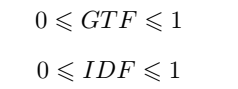 0 ⩽ GTF ⩽ 1
0 ⩽ IDF ⩽ 1